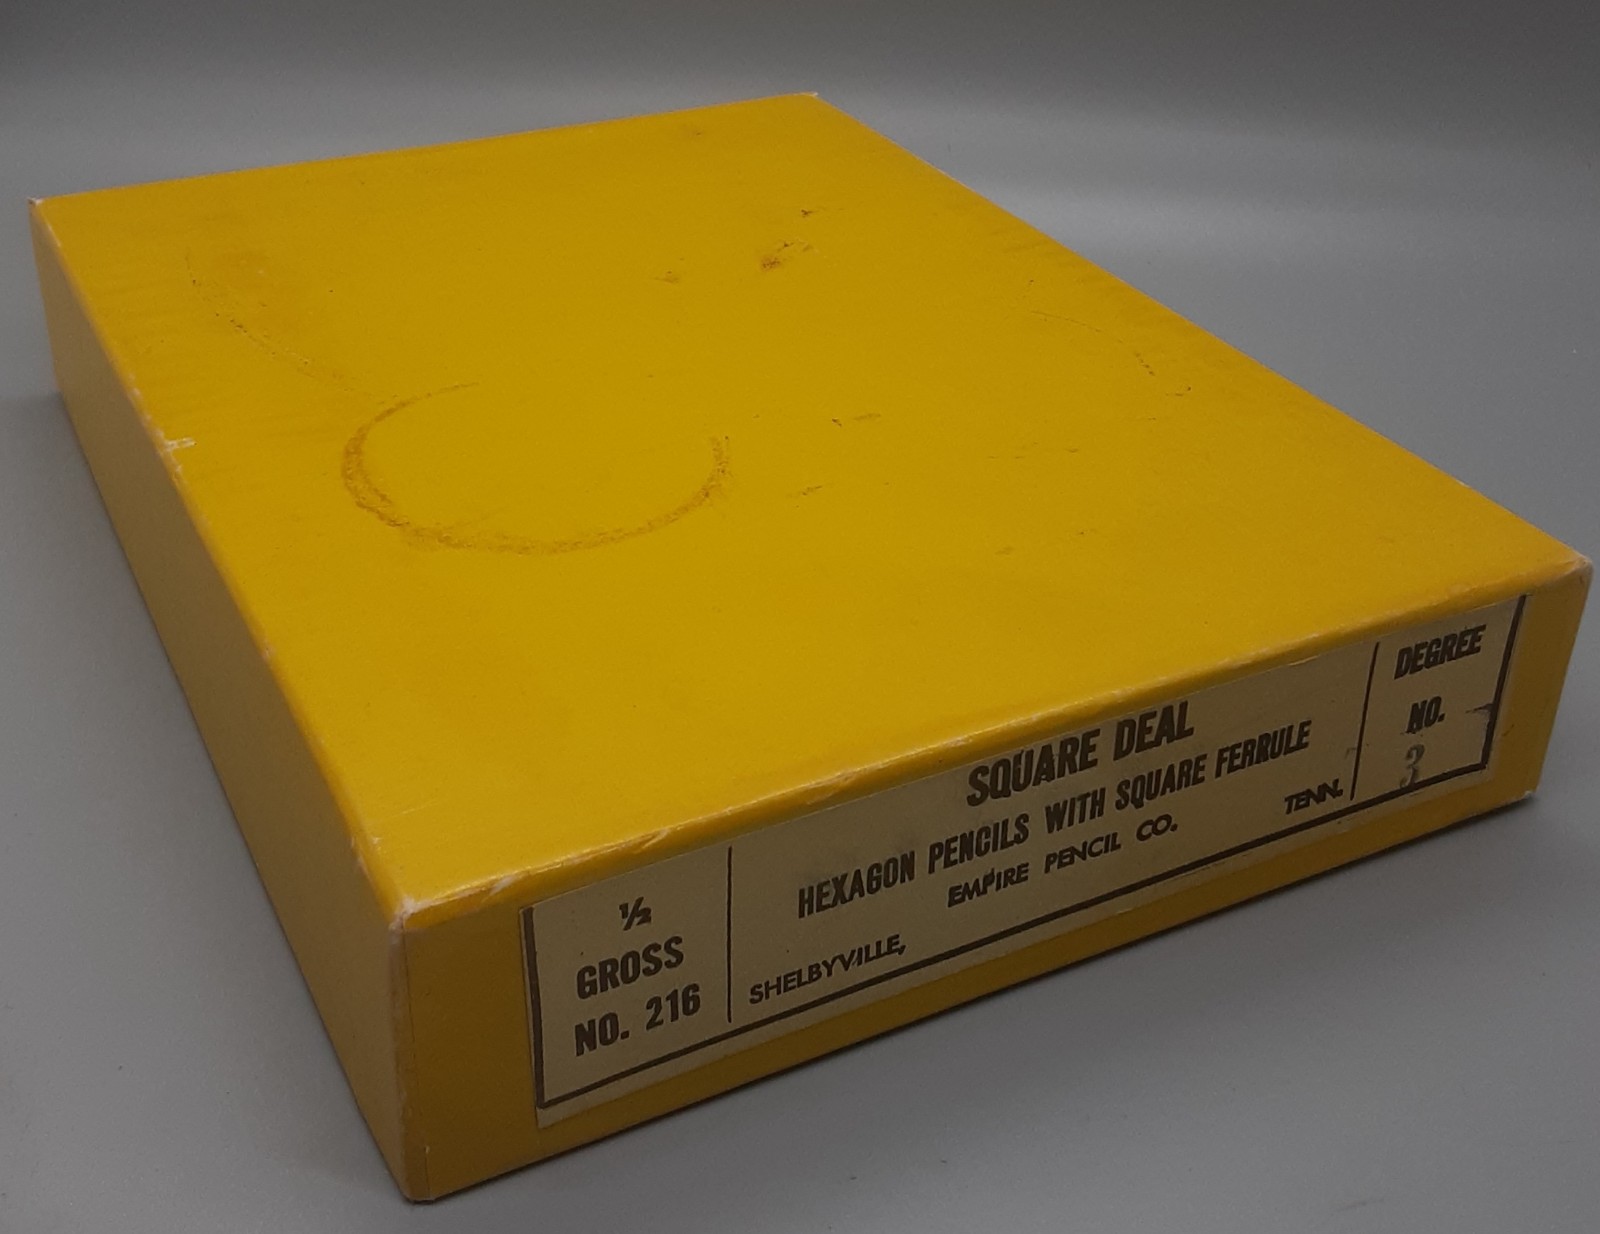 ½
GROSS
NO. 216
SQUARE DEAL
HEXAGON PENCILS WITH SQUARE FERRULE
EMPIRE PENCIL CO.
SHELBYVILLE, TENN.
DEGREE
NO.
3